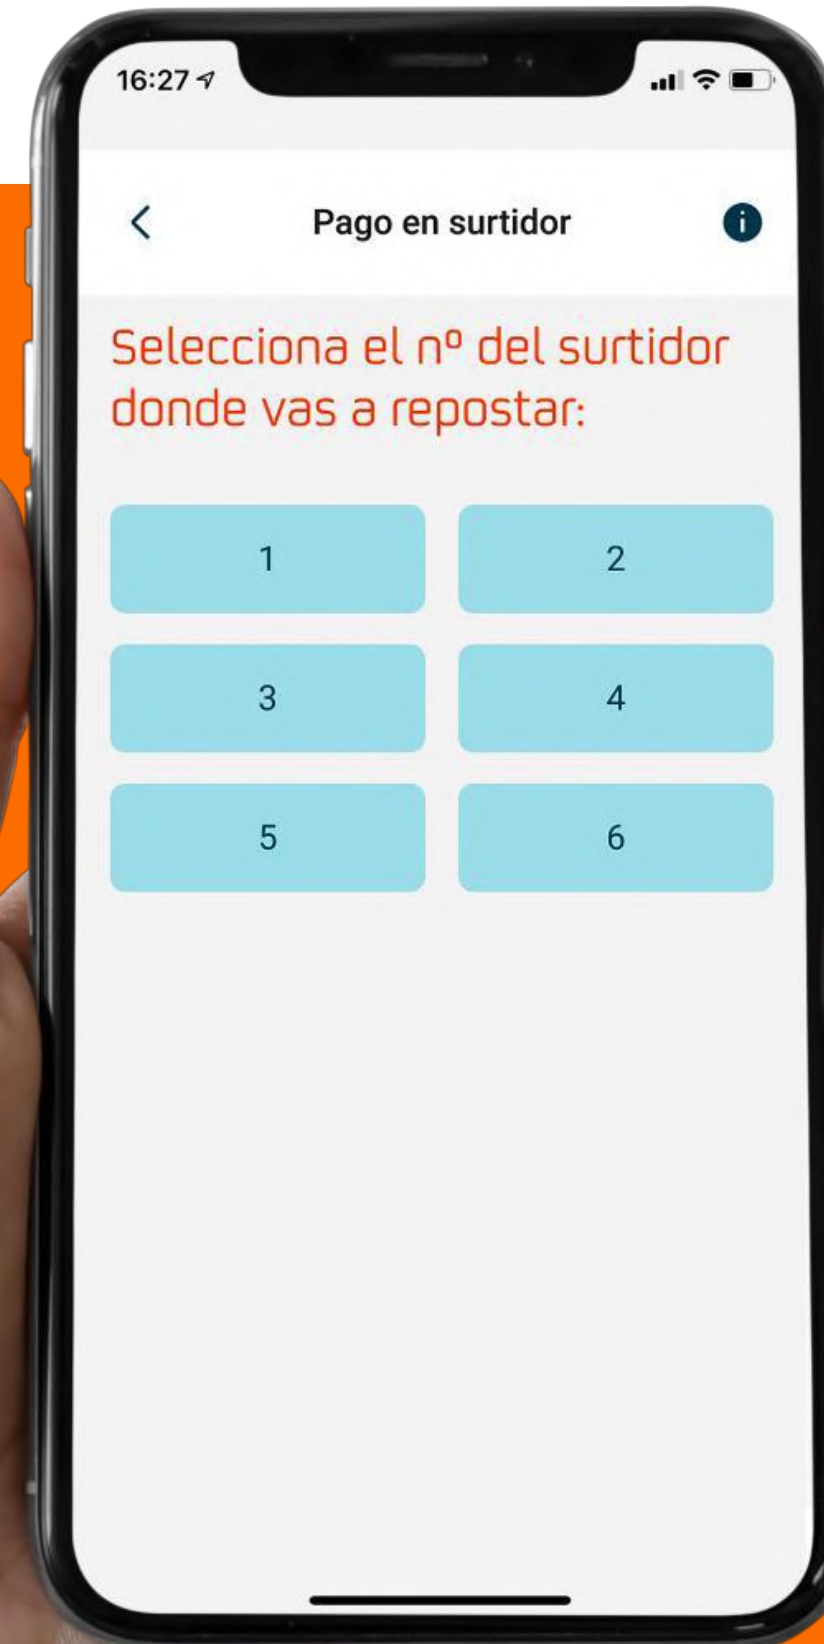 16:27
Pago en surtidor
Selecciona el nº del surtidor
donde vas a repostar:
1 2
3 4
5 6